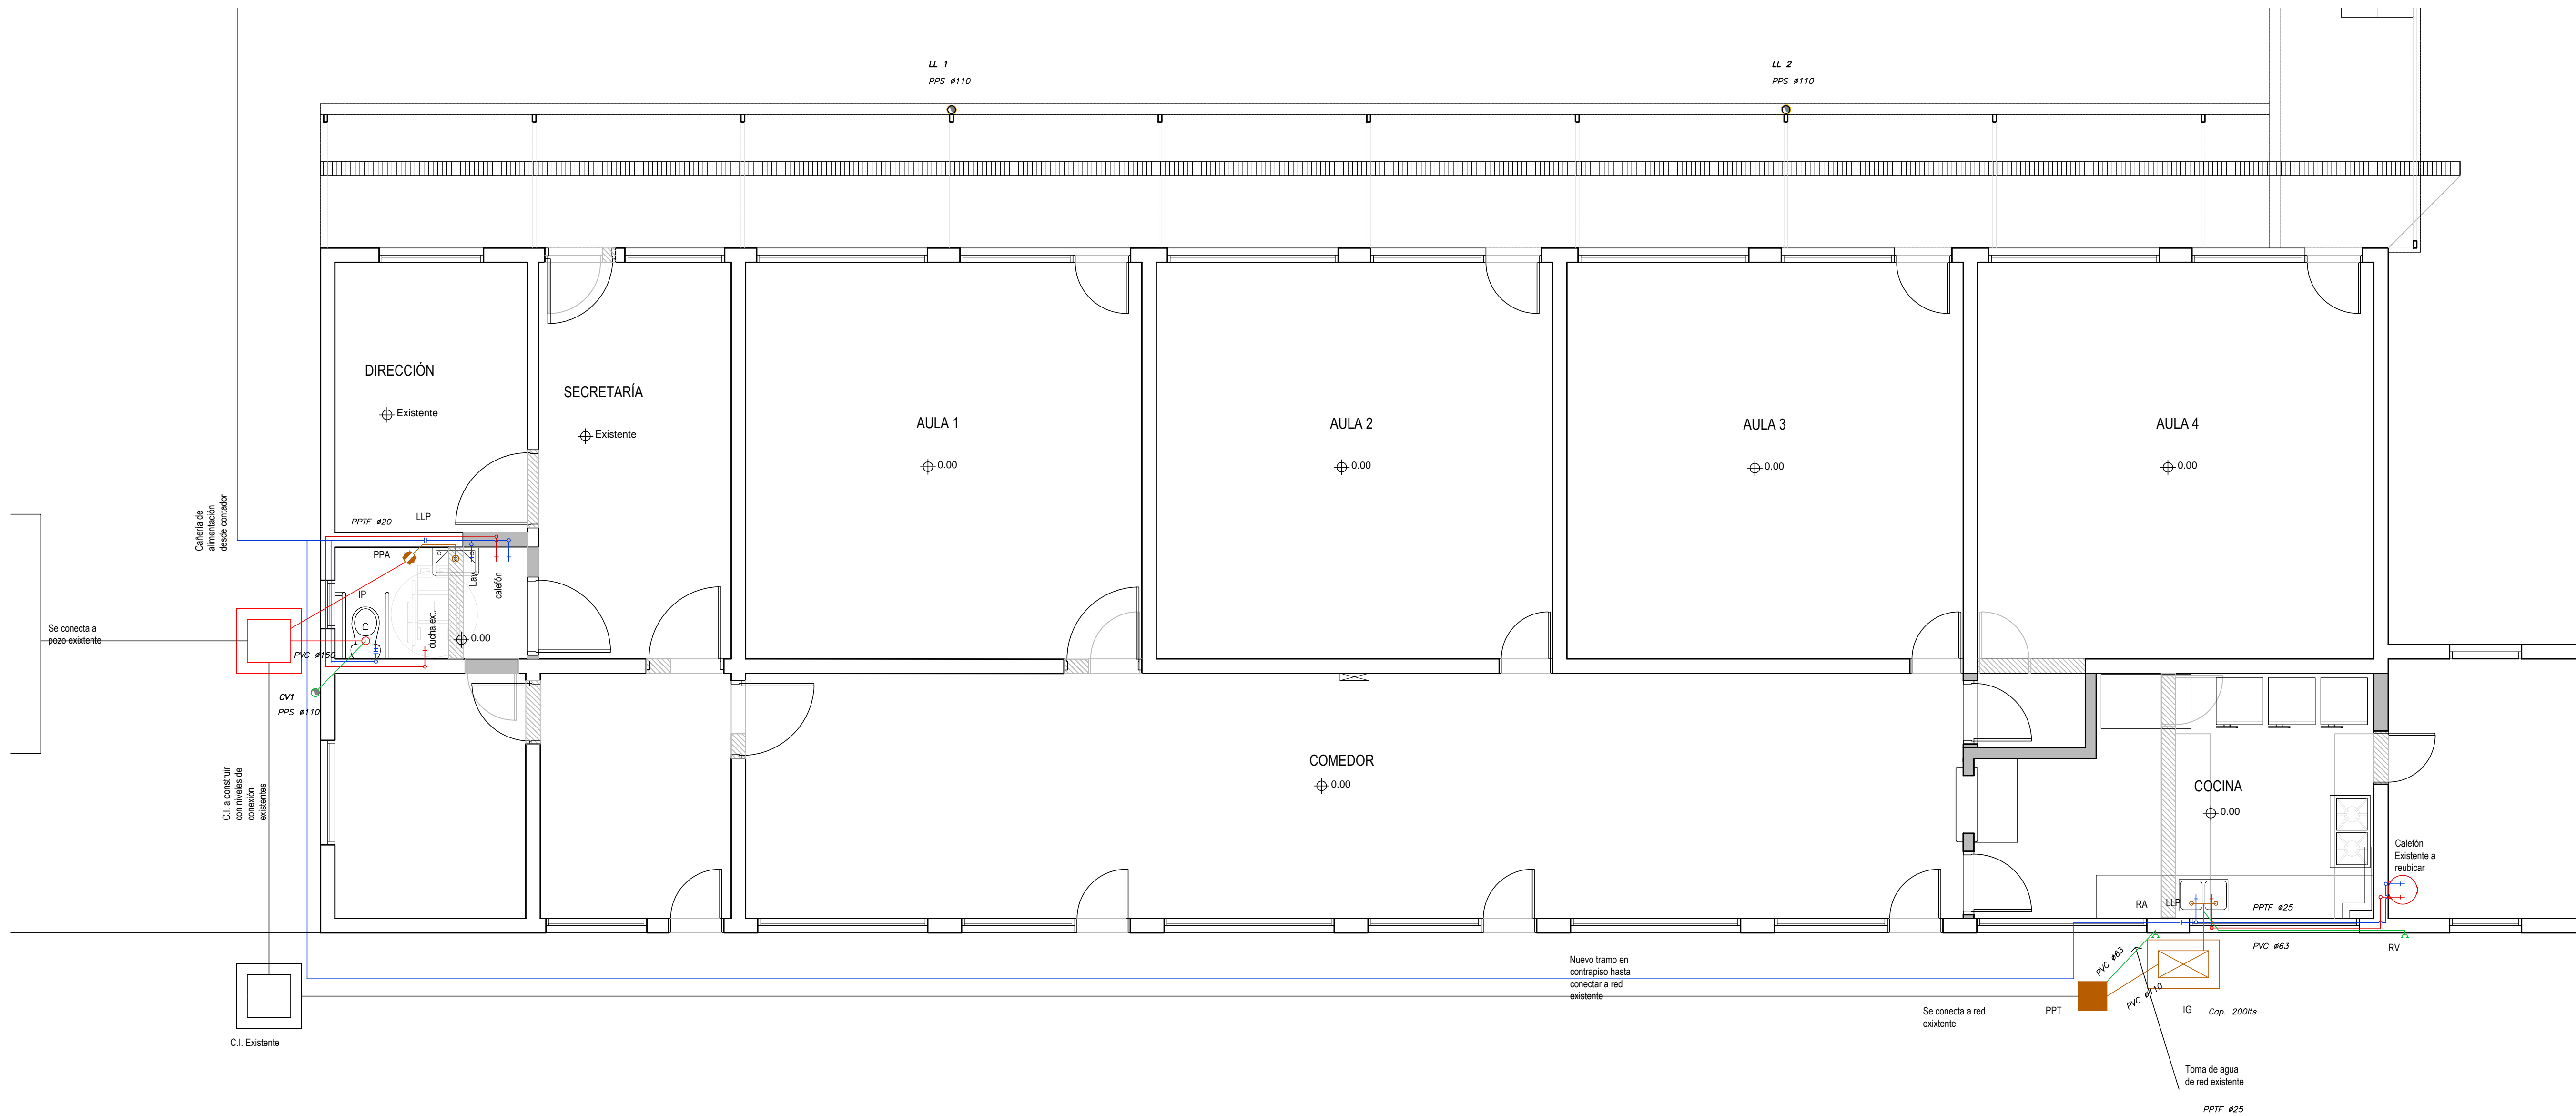 LL 1
PPS ø110
LL 2
PPS ø110
DIRECCIÓN
Existente
SECRETARÍA
Existente
AULA 1
0.00
AULA 2
0.00
AULA 3
0.00
AULA 4
0.00
Cañería de
alimentación
desde contador
PPTF ø20
LLP
PPA
IP
Lav.
calefón
ducha ext.
0.00
Se conecta a
pozo exixtente
PVC ø150
CV1
PPS ø110
C.I. a construir
con niveles de
conexión
existentes
COMEDOR
0.00
COCINA
0.00
Calefón
Existente a
reubicar
RA
LLP
PPTF ø25
PVC ø63
RV
PVC ø63
PVC ø110
Nuevo tramo en
contrapiso hasta
conectar a red
existente
Se conecta a red
exixtente
PPT
IG
Cap. 200lts
C.I. Existente
Toma de agua
de red existente
PPTF ø25